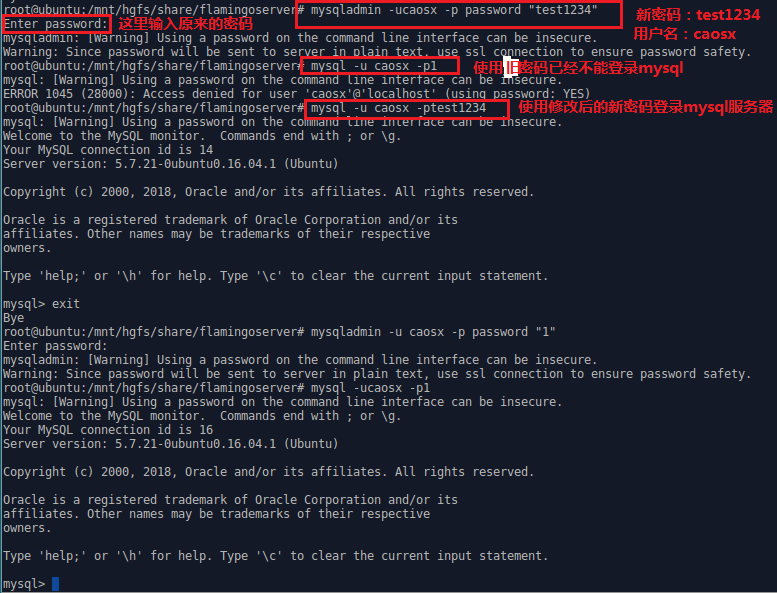 root@ubuntu:/mnt/hgfs/share/flamingoserver# mysqladmin -ucaosx -p password "test1234" 新密码：test1234
Enter password: 这里输入原来的密码 用户名：caosx
mysqladmin: [Warning] Using a password on the command line interface can be insecure.
Warning: Since password will be sent to server in plain text, use ssl connection to ensure password safety.
root@ubuntu:/mnt/hgfs/share/flamingoserver# mysql -u caosx -p1 使用旧密码已经不能登录mysql
mysql: [Warning] Using a password on the command line interface can be insecure.
ERROR 1045 (28000): Access denied for user 'caosx'@'localhost' (using password: YES)
root@ubuntu:/mnt/hgfs/share/flamingoserver# mysql -u caosx -ptest1234 使用修改后的新密码登录mysql服务器
mysql: [Warning] Using a password on the command line interface can be insecure.
Welcome to the MySQL monitor.  Commands end with ; or \g.
Your MySQL connection id is 14
Server version: 5.7.21-0ubuntu0.16.04.1 (Ubuntu)
Copyright (c) 2000, 2018, Oracle and/or its affiliates. All rights reserved.
Oracle is a registered trademark of Oracle Corporation and/or its
affiliates. Other names may be trademarks of their respective
owners.
Type 'help;' or '\h' for help. Type '\c' to clear the current input statement.
mysql> exit
Bye
root@ubuntu:/mnt/hgfs/share/flamingoserver# mysqladmin -u caosx -p password "1"
Enter password:
mysqladmin: [Warning] Using a password on the command line interface can be insecure.
Warning: Since password will be sent to server in plain text, use ssl connection to ensure password safety.
root@ubuntu:/mnt/hgfs/share/flamingoserver# mysql -ucaosx -p1
mysql: [Warning] Using a password on the command line interface can be insecure.
Welcome to the MySQL monitor.  Commands end with ; or \g.
Your MySQL connection id is 16
Server version: 5.7.21-0ubuntu0.16.04.1 (Ubuntu)
Copyright (c) 2000, 2018, Oracle and/or its affiliates. All rights reserved.
Oracle is a registered trademark of Oracle Corporation and/or its
affiliates. Other names may be trademarks of their respective
owners.
Type 'help;' or '\h' for help. Type '\c' to clear the current input statement.
mysql>